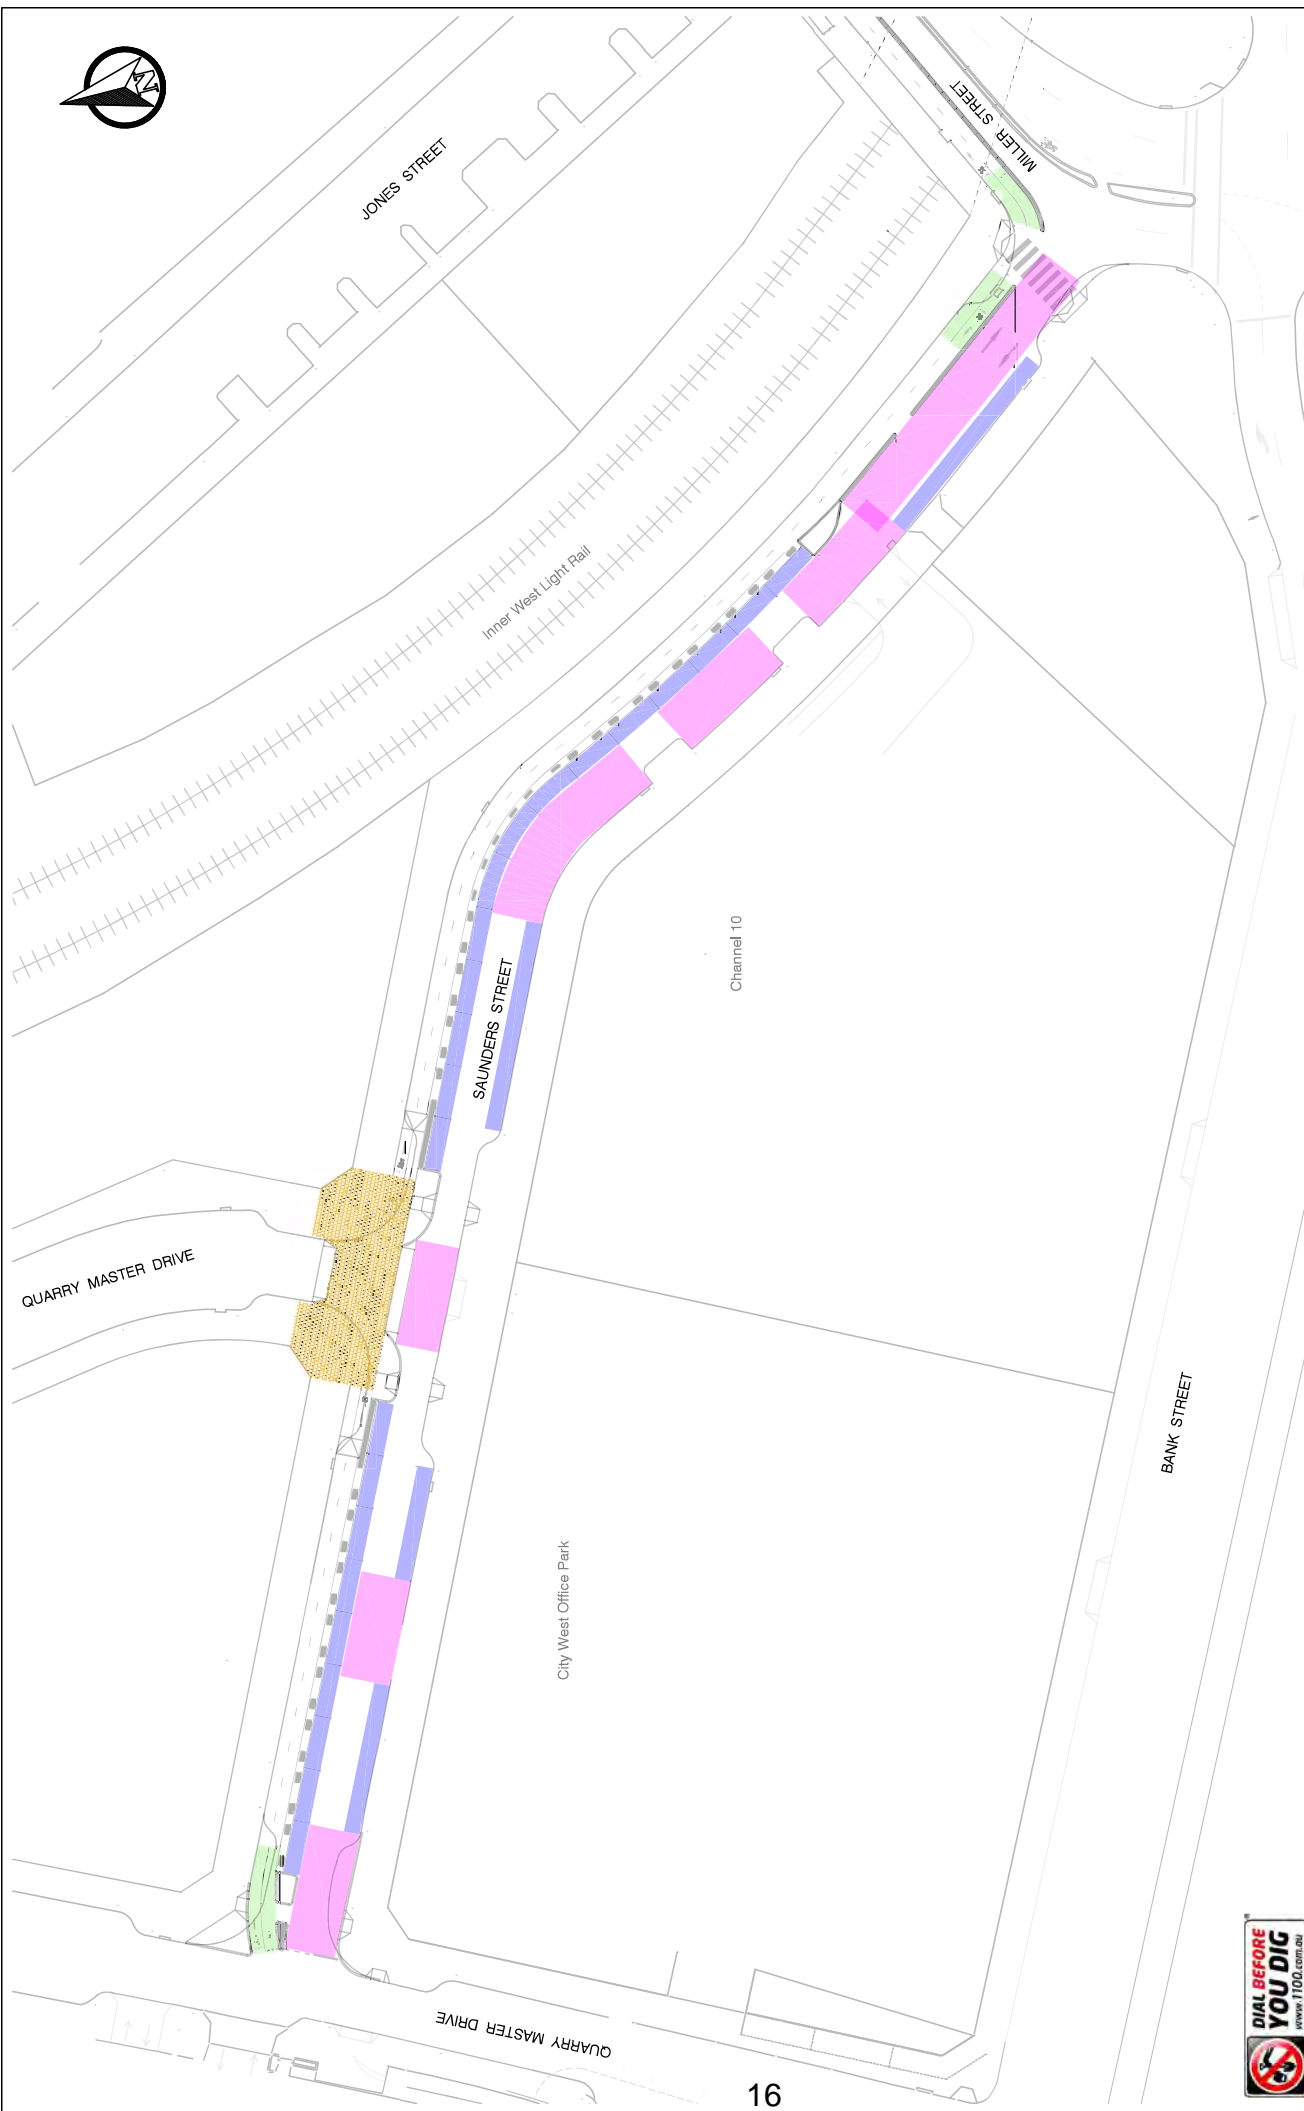 N
MILLER STREET
JONES STREET
Inner West Light Rail
Channel 10
SAUNDERS STREET
QUARRY MASTER DRIVE
BANK STREET
City West Office Park
QUARRY MASTER DRIVE
DIAL BEFORE
YOU DIG
www.1100.com.au
16